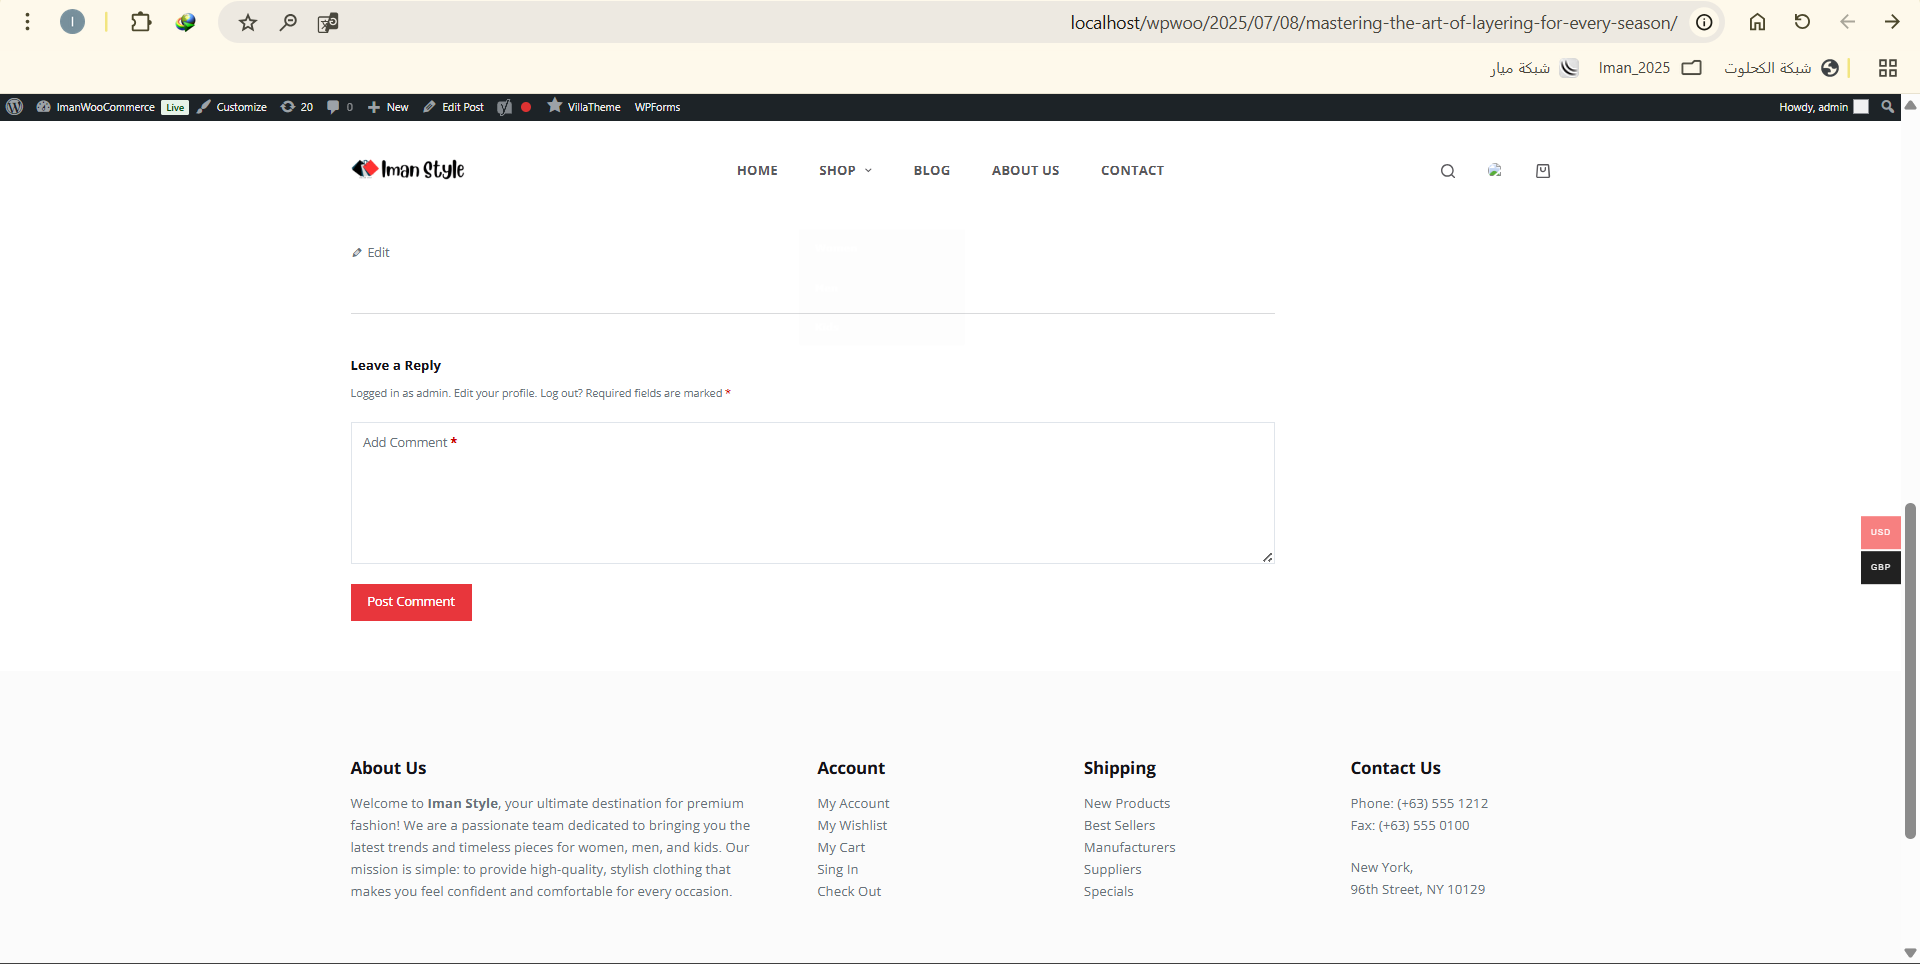 I
localhost/wpwoo/2025/07/08/mastering-the-art-of-layering-for-every-season/
شبكة ميار
Iman_2025
شبكة الكحلوت
ImanWooCommerce Live Customize 20 0 New Edit Post VillaTheme WPForms
Howdy, admin
Iman Style
HOME SHOP BLOG ABOUT US CONTACT
Edit
Leave a Reply
Logged in as admin. Edit your profile. Log out? Required fields are marked *
Add Comment *
USD
GBP
Post Comment
About Us
Welcome to Iman Style, your ultimate destination for premium
fashion! We are a passionate team dedicated to bringing you the
latest trends and timeless pieces for women, men, and kids. Our
mission is simple: to provide high-quality, stylish clothing that
makes you feel confident and comfortable for every occasion.
Account
My Account
My Wishlist
My Cart
Sing In
Check Out
Shipping
New Products
Best Sellers
Manufacturers
Suppliers
Specials
Contact Us
Phone: (+63) 555 1212
Fax: (+63) 555 0100
New York,
96th Street, NY 10129